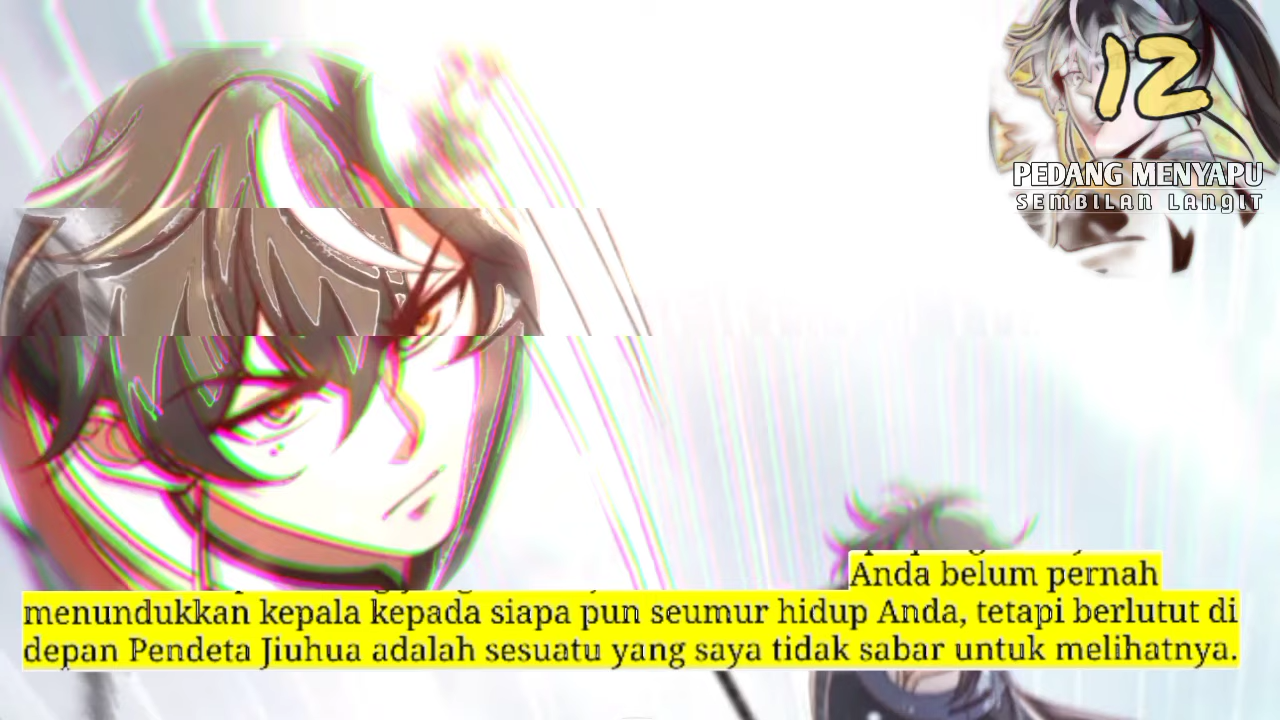 12
PEDANG MENYAPU
SEMBILAN LANGIT
Anda belum pernah
menundukkan kepala kepada siapa pun seumur hidup Anda, tetapi berlutut di
depan Pendeta Jiuhua adalah sesuatu yang saya tidak sabar untuk melihatnya.